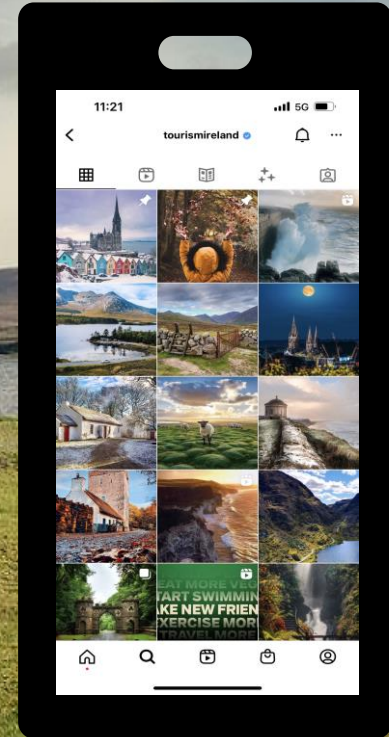 11:21
5G
tourismireland
EAT MORE VEG
START SWIMMIN
AKE NEW FRIEN
EXERCISE MOR
TRAVEL MORE